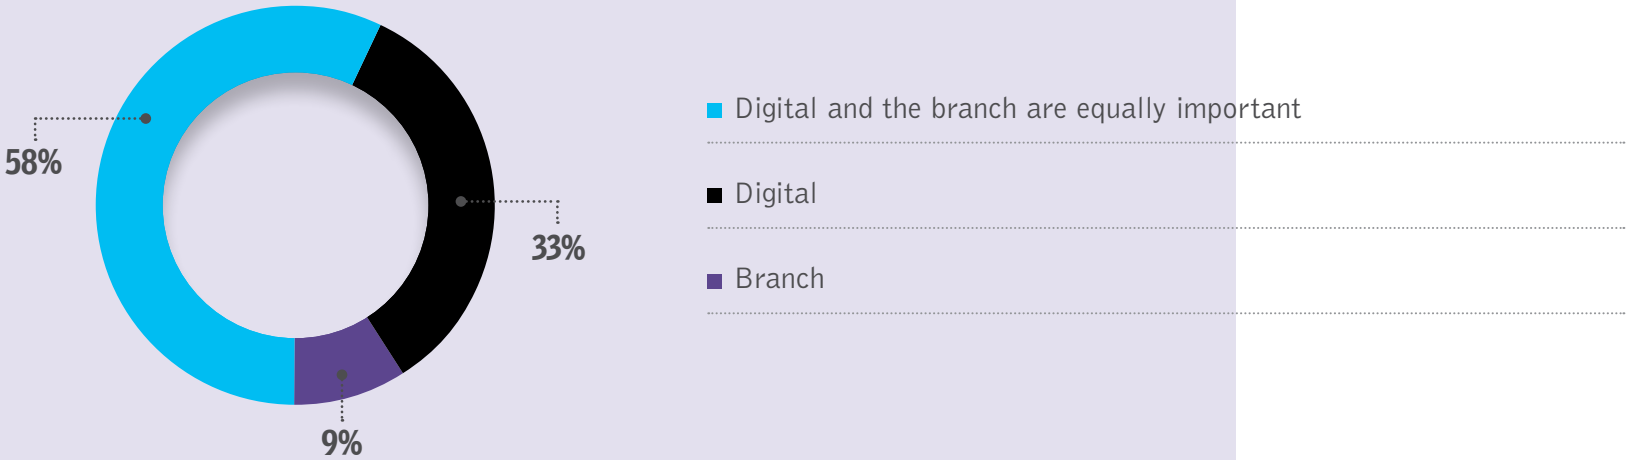 58%
33%
9%
Digital and the branch are equally important
Digital
Branch